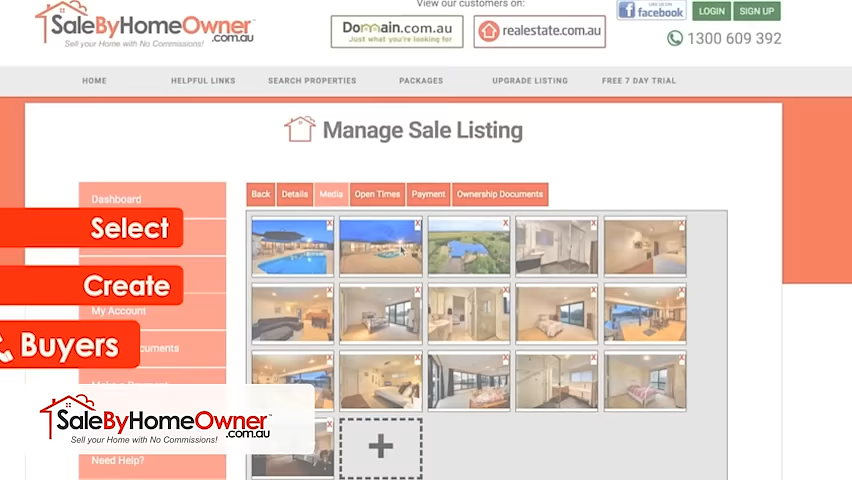 View our customers on:
SaleByHomeOwner™
.com.au
Sell your Home with No Commissions!
Domain.com.au
Just what you're looking for
realestate.com.au
facebook
LOGIN
SIGN UP
1300 609 392
HOME
HELPFUL LINKS
SEARCH PROPERTIES
PACKAGES
UPGRADE LISTING
FREE 7 DAY TRIAL
Manage Sale Listing
Back
Details
Media
Open Times
Payment
Ownership Documents
Dashboard
Select
Create
My Account
Buyers
SaleByHomeOwner™
.com.au
Sell your Home with No Commissions!
Need Help?